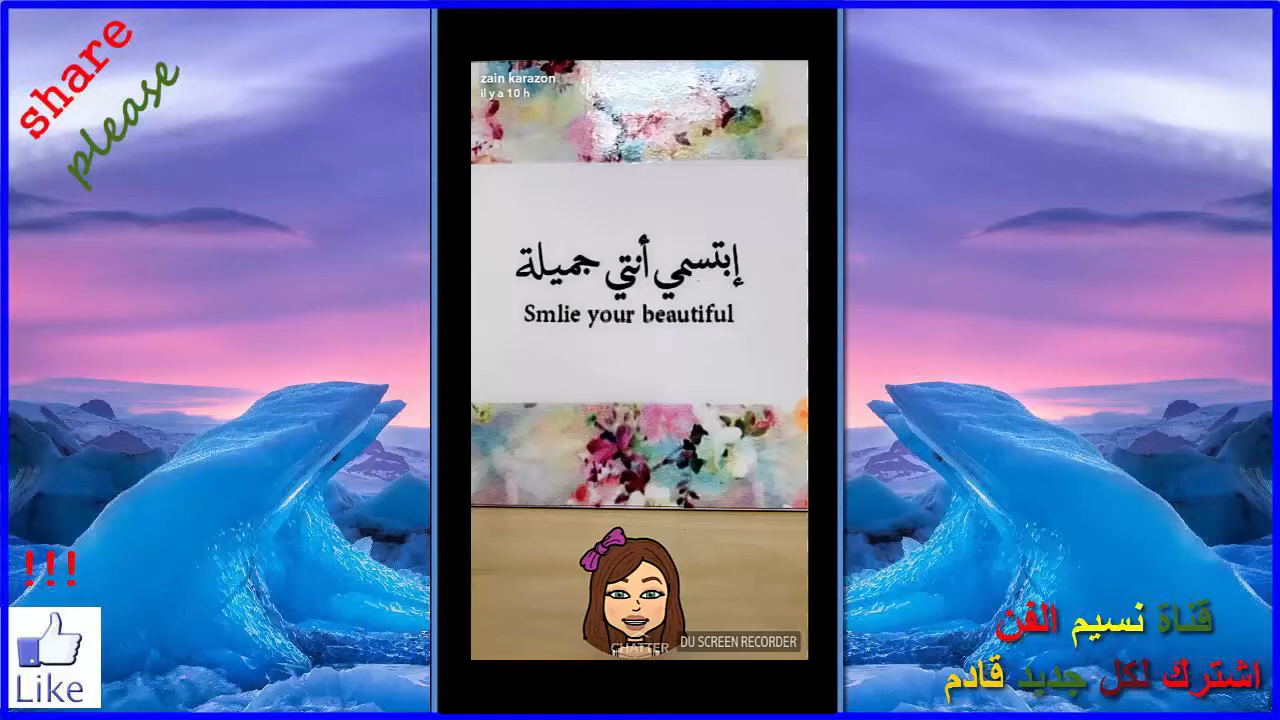 share
please
zain karazon
il y a 10 h
إبتسمي أنتي جميلة
Smlie your beautiful
CHATTER
DU SCREEN RECORDER
!!!
Like
قناة نسيم الفن
اشترك لكل جديد قادم